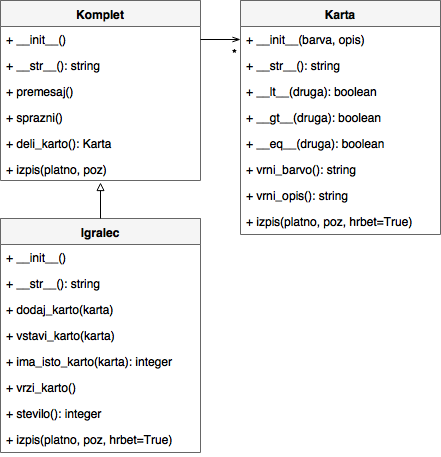 Komplet
+ __init__()
+ __str__(): string
+ premesaj()
+ sprazni()
+ deli_karto(): Karta
+ izpis(platno, poz)
*
Karta
+ __init__(barva, opis)
+ __str__(): string
+ __lt__(druga): boolean
+ __gt__(druga): boolean
+ __eq__(druga): boolean
+ vrni_barvo(): string
+ vrni_opis(): string
+ izpis(platno, poz, hrbet=True)
Igralec
+ __init__()
+ __str__(): string
+ dodaj_karto(karta)
+ vstavi_karto(karta)
+ ima_isto_karto(karta): integer
+ vrzi_karto()
+ stevilo(): integer
+ izpis(platno, poz, hrbet=True)